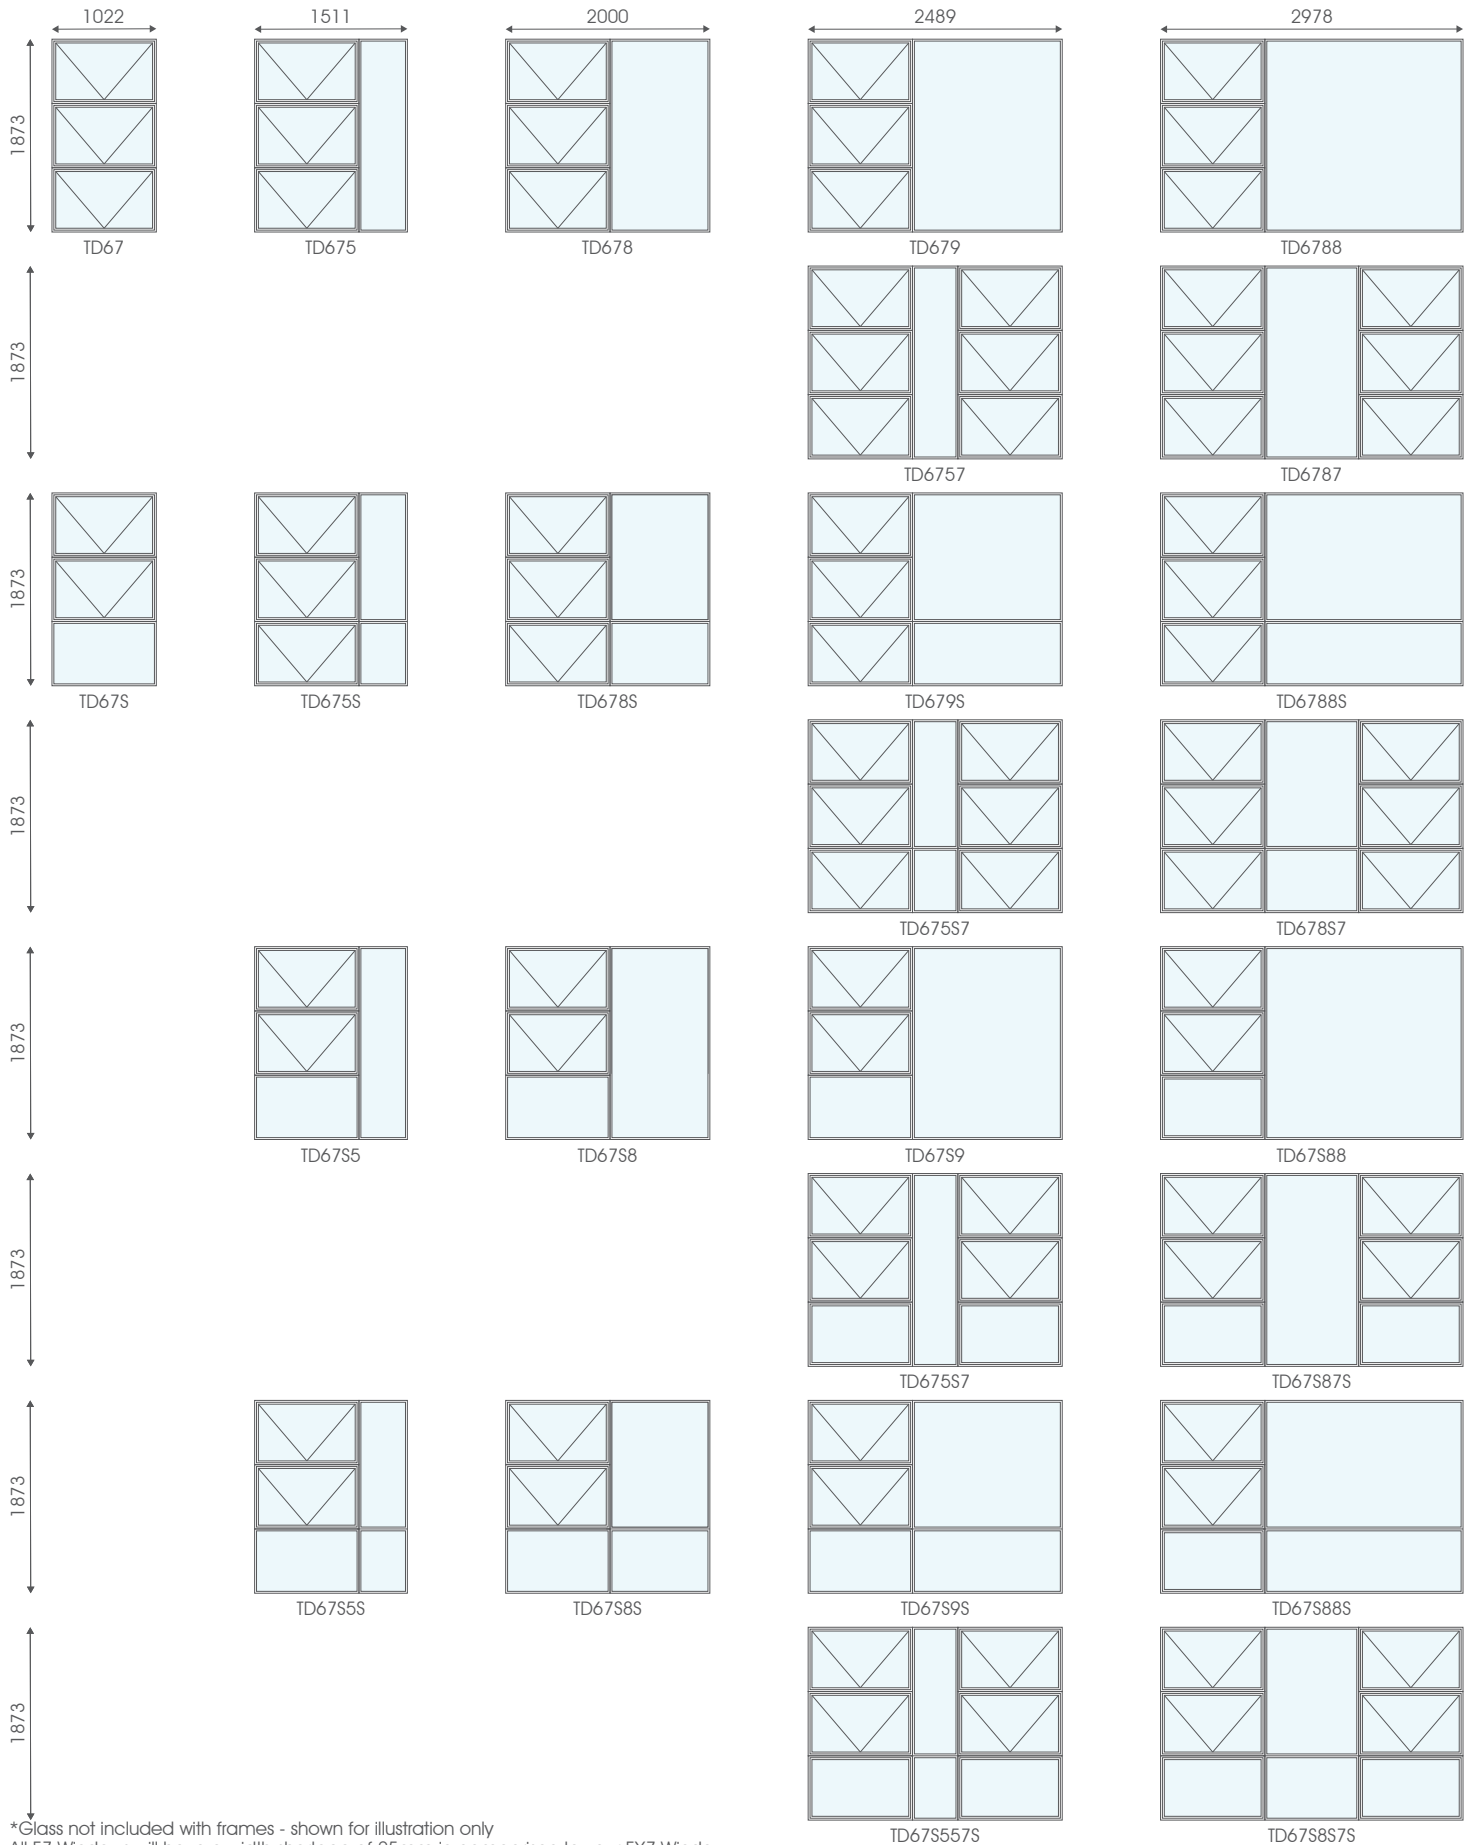 1022 1511 2000 2489 2978
1873
TD67 TD675 TD678 TD679 TD6788
1873
TD6757 TD6787
1873
TD67S TD675S TD678S TD679S TD6788S
1873
TD675S7 TD678S7
1873
TD67S5 TD67S8 TD67S9 TD67S88
1873
TD675S7 TD67S87S
1873
TD67S5S TD67S8S TD67S9S TD67S88S
1873
TD67S557S TD67S8S7S
*Glass not included with frames - shown for illustration only